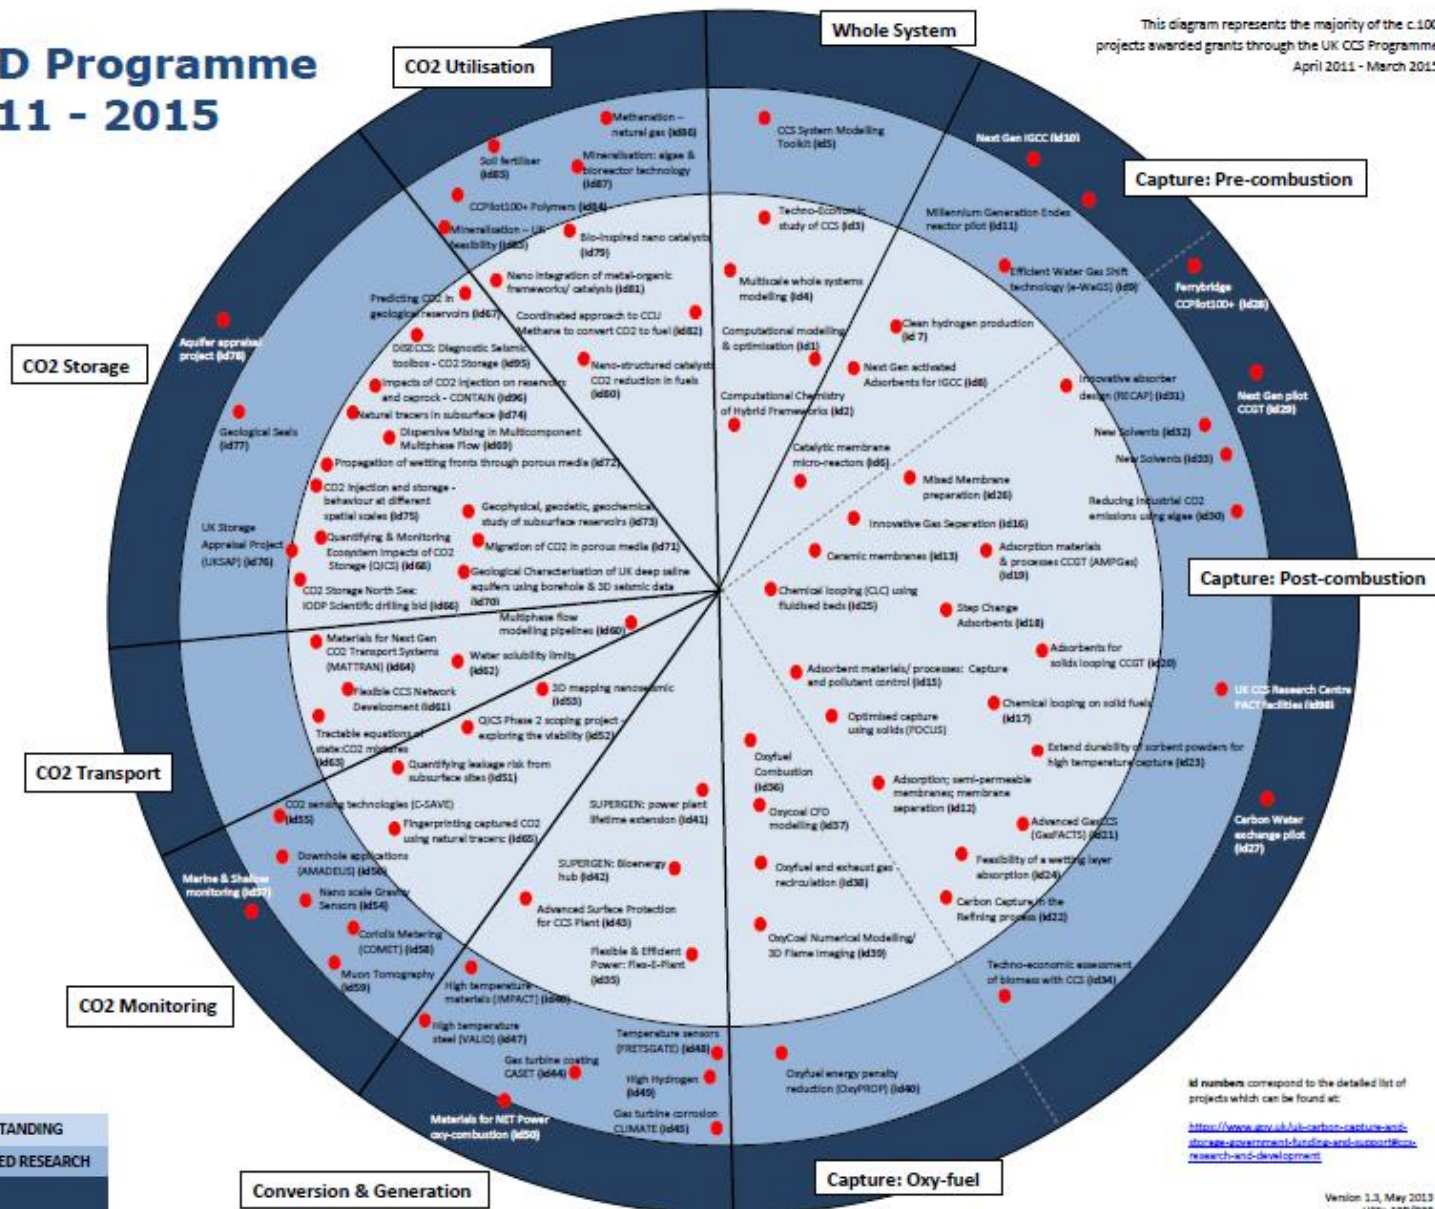 D Programme
11 - 2015
This diagram represents the majority of the c.100
projects awarded grants through the UK CCS Programme
April 2011 - March 2015
Whole System
CCS System Modelling
Toolkit (id5)
Techno-Economic
study of CCS (id3)
Multiscale whole systems
modelling (id4)
Computational modelling
& optimisation (id1)
Computational Chemistry
of Hybrid Frameworks (id2)
Capture: Pre-combustion
Next Gen IGCC (id10)
Millennium Generation Endex
reactor pilot (id11)
Efficient Water Gas Shift
technology (e-WaGS) (id9)
Clean hydrogen production
(id 7)
Next Gen activated
Adsorbents for IGCC (id8)
Catalytic membrane
micro-reactors (id6)
Capture: Post-combustion
Ferrybridge
CCPilot100+ (id28)
Next Gen pilot
CCGT (id29)
Innovative absorber
design (RECAP) (id31)
New Solvents (id32)
New Solvents (id33)
Reducing industrial CO2
emissions using algae (id30)
Mixed Membrane
preparation (id26)
Innovative Gas Separation (id16)
Ceramic membranes (id13)
Adsorption materials
& processes CCGT (AMPGas)
(id19)
Chemical looping (CLC) using
fluidised beds (id25)
Step Change
Adsorbents (id18)
Adsorbents for
solids looping CCGT (id20)
Adsorbent materials/ processes: Capture
and pollutant control (id15)
UK CCS Research Centre
PACT facilities (id98)
Chemical looping on solid fuels
(id17)
Optimised capture
using solids (FOCUS)
Extend durability of sorbent powders for
high temperature capture (id23)
Adsorption; semi-permeable
membranes; membrane
separation (id12)
Carbon Water
exchange pilot
(id27)
Advanced GasCCS
(GasFACTS) (id21)
Feasibility of a wetting layer
absorption (id24)
Carbon Capture in the
Refining process (id22)
Techno-economic assessment
of biomass with CCS (id34)
Capture: Oxy-fuel
Oxyfuel
Combustion
(id36)
Oxycoal CFD
modelling (id37)
Oxyfuel and exhaust gas
recirculation (id38)
OxyCoal Numerical Modelling/
3D Flame Imaging (id39)
Oxyfuel energy penalty
reduction (OxyPROP) (id40)
Conversion & Generation
SUPERGEN: power plant
lifetime extension (id41)
SUPERGEN: Bioenergy
hub (id42)
Advanced Surface Protection
for CCS Plant (id43)
Flexible & Efficient
Power: Flex-E-Plant
(id35)
High temperature
materials (IMPACT) (id46)
High temperature
steel (VALID) (id47)
Gas turbine coating
CASET (id44)
Temperature sensors
(FRETSGATE) (id48)
High Hydrogen
(id49)
Gas turbine corrosion
CLIMATE (id45)
Materials for NET Power
oxy-combustion (id50)
CO2 Monitoring
3D mapping nanoseismic
(id53)
QICS Phase 2 scoping project -
exploring the viability (id52)
Quantifying leakage risk from
subsurface sites (id51)
Fingerprinting captured CO2
using natural tracers (id65)
CO2 sensing technologies (C-SAVE)
(id55)
Downhole applications
(AMADEUS) (id56)
Nano scale Gravity
Sensors (id54)
Coriolis Metering
(COMET) (id58)
Muon Tomography
(id59)
Marine & Shallow
monitoring (id57)
CO2 Transport
Multiphase flow
modelling pipelines (id60)
Materials for Next Gen
CO2 Transport Systems
(MATTRAN) (id64)
Water solubility limits
(id62)
Flexible CCS Network
Development (id61)
Tractable equations of
state:CO2 mixtures
(id63)
CO2 Storage
Aquifer appraisal
project (id78)
Geological Seals
(id77)
UK Storage
Appraisal Project
(UKSAP) (id76)
Predicting CO2 in
geological reservoirs (id67)
DiSECCS: Diagnostic Seismic
toolbox - CO2 Storage (id95)
Impacts of CO2 injection on reservoirs
and caprock - CONTAIN (id96)
Natural tracers in subsurface (id74)
Dispersive Mixing in Multicomponent
Multiphase Flow (id69)
Propagation of wetting fronts through porous media (id72)
CO2 injection and storage -
behaviour at different
spatial scales (id75)
Geophysical, geodetic, geochemical
study of subsurface reservoirs (id73)
Quantifying & Monitoring
Ecosystem Impacts of CO2
Storage (QICS) (id68)
Migration of CO2 in porous media (id71)
Geological Characterisation of UK deep saline
aquifers using borehole & 3D seismic data
(id70)
CO2 Storage North Sea:
IODP Scientific drilling bid (id66)
CO2 Utilisation
Methanation –
natural gas (id86)
Soil fertiliser
(id85)
Mineralisation: algae &
bioreactor technology
(id87)
CCPilot100+ Polymers (id84)
Mineralisation – UK
feasibility (id83)
Bio-inspired nano catalysts
(id79)
Nano integration of metal-organic
frameworks/ catalysts (id81)
Coordinated approach to CCU
Methane to convert CO2 to fuel (id82)
Nano-structured catalysts
CO2 reduction in fuels
(id80)
TANDING
ED RESEARCH
id numbers correspond to the detailed list of
projects which can be found at:
https://www.gov.uk/uk-carbon-capture-and-
storage-government-funding-and-support#ccs-
research-and-development
Version 1.3, May 2013